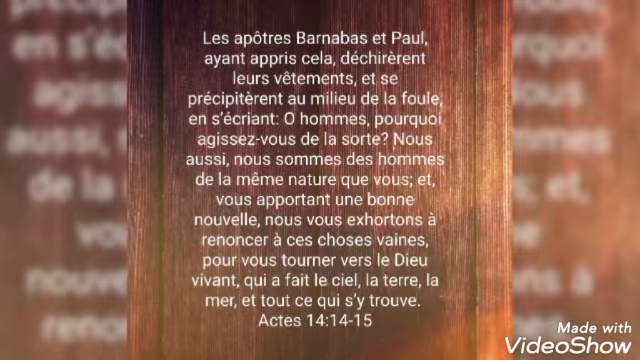 Les apôtres Barnabas et Paul,
ayant appris cela, déchirèrent
leurs vêtements, et se
précipitèrent au milieu de la foule,
en s'écriant: O hommes, pourquoi
agissez-vous de la sorte? Nous
aussi, nous sommes des hommes
de la même nature que vous; et,
vous apportant une bonne
nouvelle, nous vous exhortons à
renoncer à ces choses vaines,
pour vous tourner vers le Dieu
vivant, qui a fait le ciel, la terre, la
mer, et tout ce qui s'y trouve.
Actes 14:14-15
Made with
VideoShow